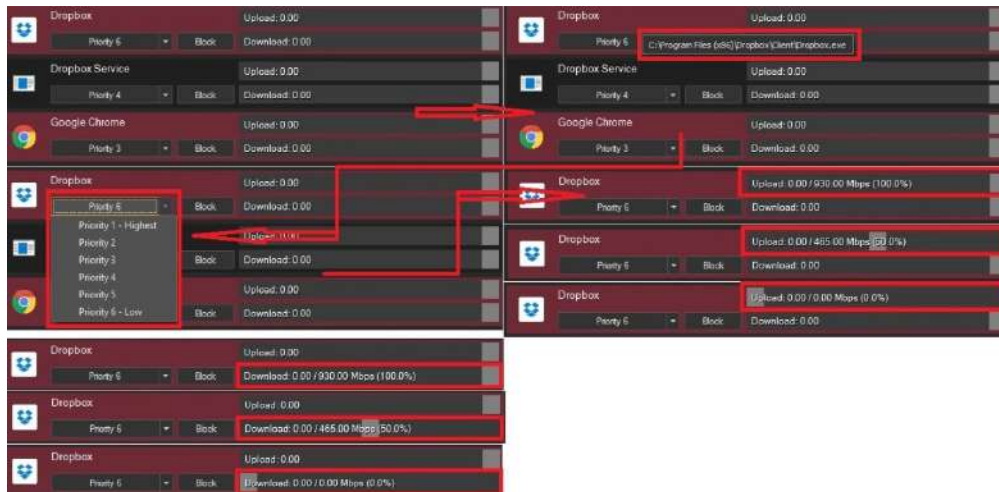 Dropbox
Upload: 0.00
Priority 6
Block
Download: 0.00
Dropbox Service
Upload: 0.00
Priority 4
Block
Download: 0.00
Google Chrome
Upload: 0.00
Priority 3
Block
Download: 0.00
Dropbox
Upload: 0.00
Priority 6
Block
Download: 0.00
Priority 1 - Highest
Priority 2
Priority 3
Priority 4
Priority 5
Priority 6 - Low
Upload: 0.00
Block
Download: 0.00
Upload: 0.00
Block
Download: 0.00
Dropbox
Upload: 0.00
Priority 6
Block
Download: 0.00 / 930.00 Mbps (100.0%)
Dropbox
Upload: 0.00
Priority 6
Block
Download: 0.00 / 465.00 Mbps (50.0%)
Dropbox
Upload: 0.00
Priority 6
Block
Download: 0.00 / 0.00 Mbps (0.0%)
Dropbox
Upload: 0.00
Priority 6
C:\Program Files (x86)\Dropbox\Client\Dropbox.exe
Dropbox Service
Upload: 0.00
Priority 4
Block
Download: 0.00
Google Chrome
Upload: 0.00
Priority 3
Block
Download: 0.00
Dropbox
Upload: 0.00 / 930.00 Mbps (100.0%)
Priority 6
Block
Download: 0.00
Dropbox
Upload: 0.00 / 465.00 Mbps (50.0%)
Priority 6
Block
Download: 0.00
Dropbox
Upload: 0.00 / 0.00 Mbps (0.0%)
Priority 6
Block
Download: 0.00